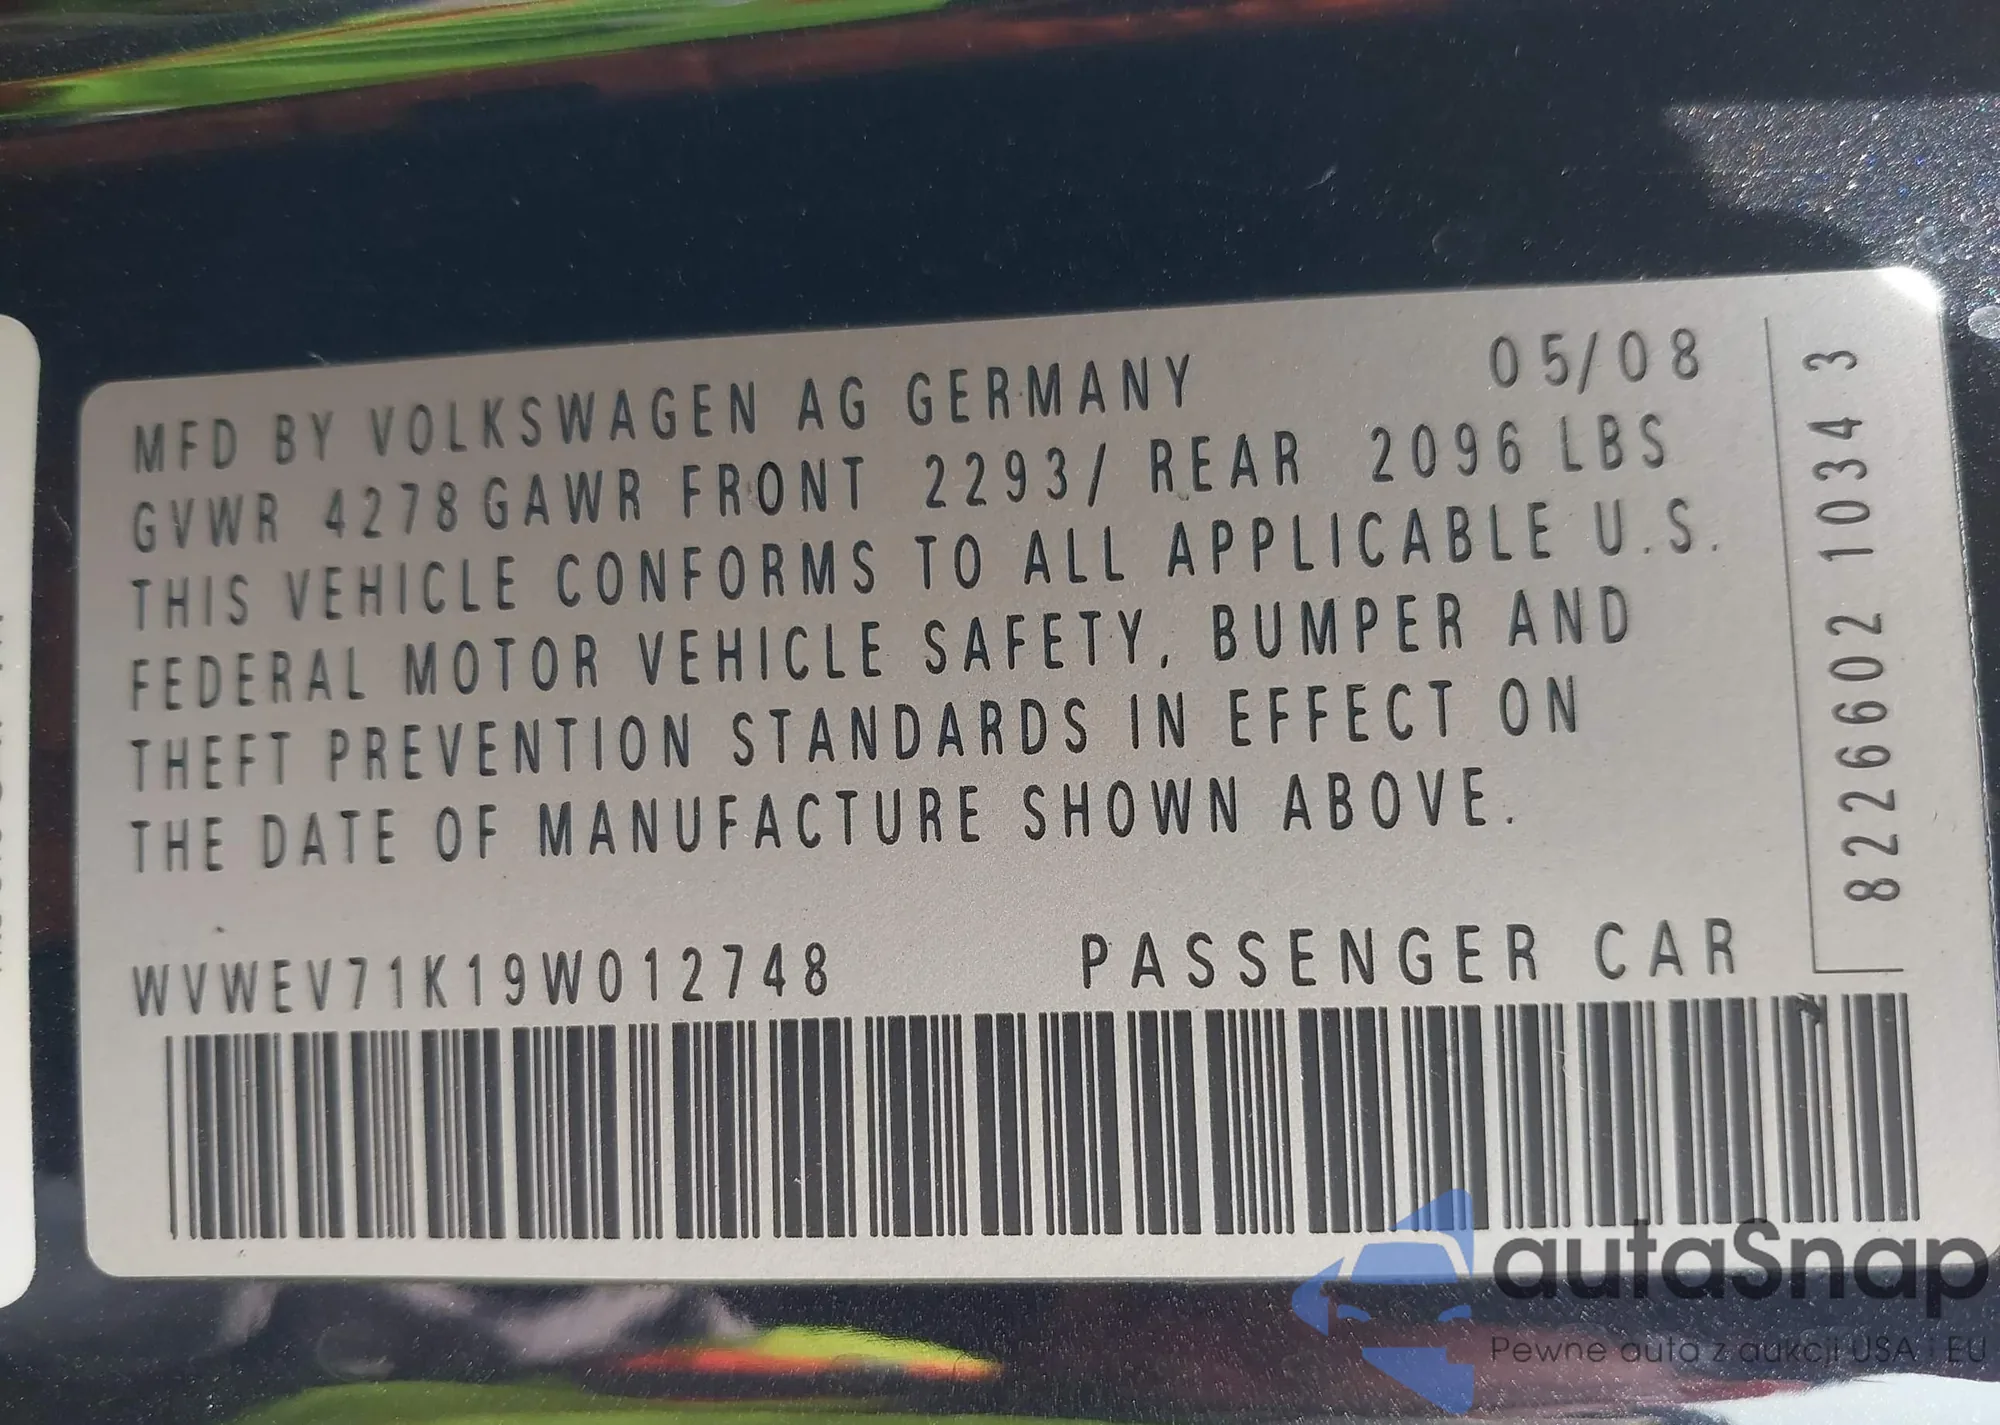 MFD BY VOLKSWAGEN AG GERMANY 05/08
GVWR 4278 GAWR FRONT 2293/ REAR 2096 LBS
THIS VEHICLE CONFORMS TO ALL APPLICABLE U.S.
FEDERAL MOTOR VEHICLE SAFETY, BUMPER AND
THEFT PREVENTION STANDARDS IN EFFECT ON
THE DATE OF MANUFACTURE SHOWN ABOVE.
WVWEV71K19W012748 PASSENGER CAR
8226602 1034 3
autaSnap
Pewne auta z aukcji USA i EU